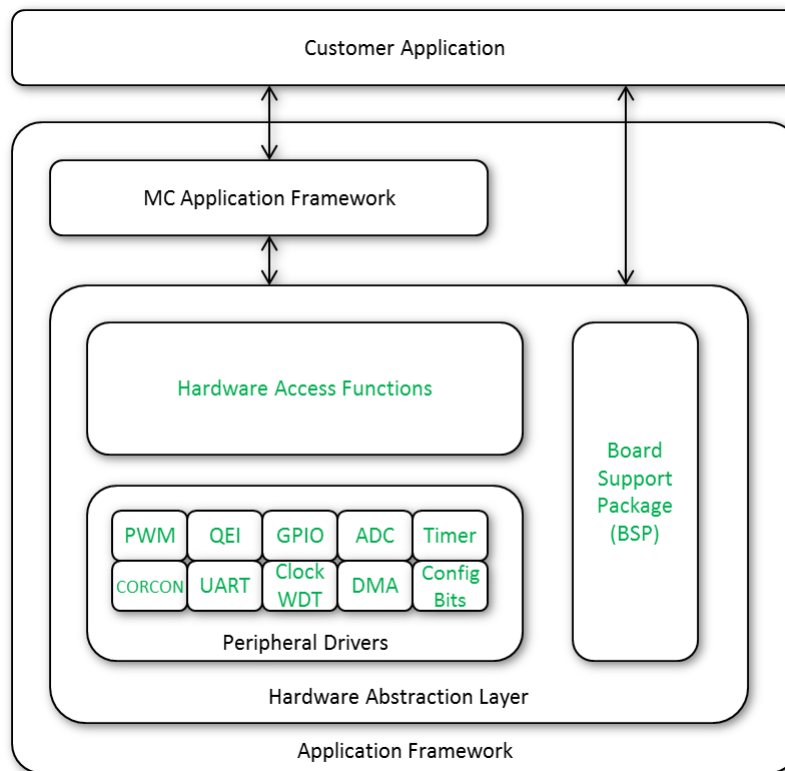 Customer Application
MC Application Framework
Hardware Access Functions
Board
Support
Package
(BSP)
PWM
QEI
GPIO
ADC
Timer
CORCON
UART
Clock
WDT
DMA
Config
Bits
Peripheral Drivers
Hardware Abstraction Layer
Application Framework